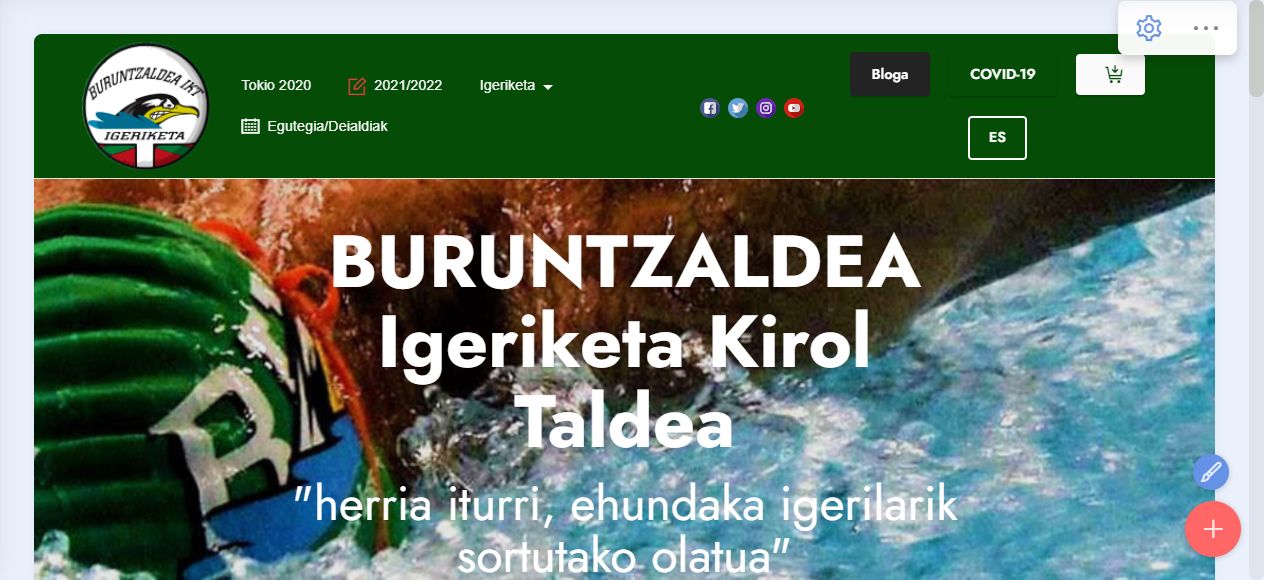 BURUNTZALDEA IKT
IGERIKETA
Tokio 2020
2021/2022
Igeriketa
Egutegia/Deialdiak
Bloga
COVID-19
ES
BURUNTZALDEA
Igeriketa Kirol
Taldea
"herria iturri, ehundaka igerilarik
sortutako olatua"